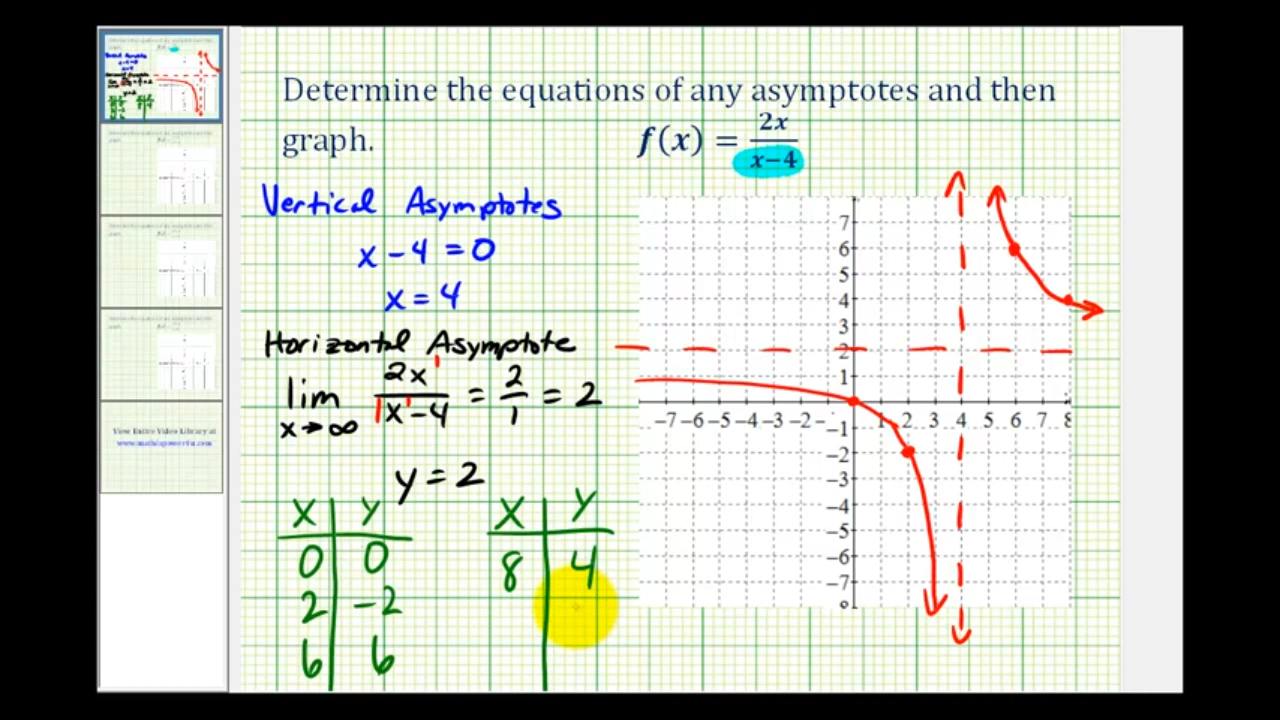 Determine the equations of any asymptotes and then
graph. f(x) = 2x/x−4
Vertical Asymptotes
x − 4 = 0
x = 4
Horizontal Asymptote
lim x→∞ 2x¹/1x¹−4 = 2/1 = 2
y = 2
x y
0 0
2 −2
6 6
x y
8 4
7
6
5
4
3
2
1
−7 −6 −5 −4 −3 −2 − 1 2 3 4 5 6 7 8
−1
−2
−3
−4
−5
−6
−7
View Entire Video Library at
www.mathispower4u.com